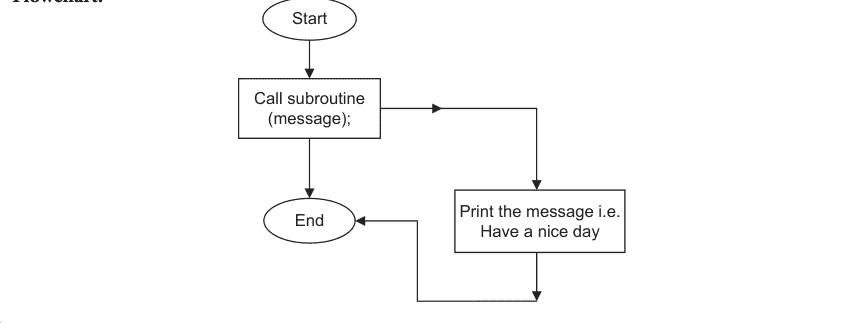 Flowchart:
Start
Call subroutine
(message);
Print the message i.e.
Have a nice day
End